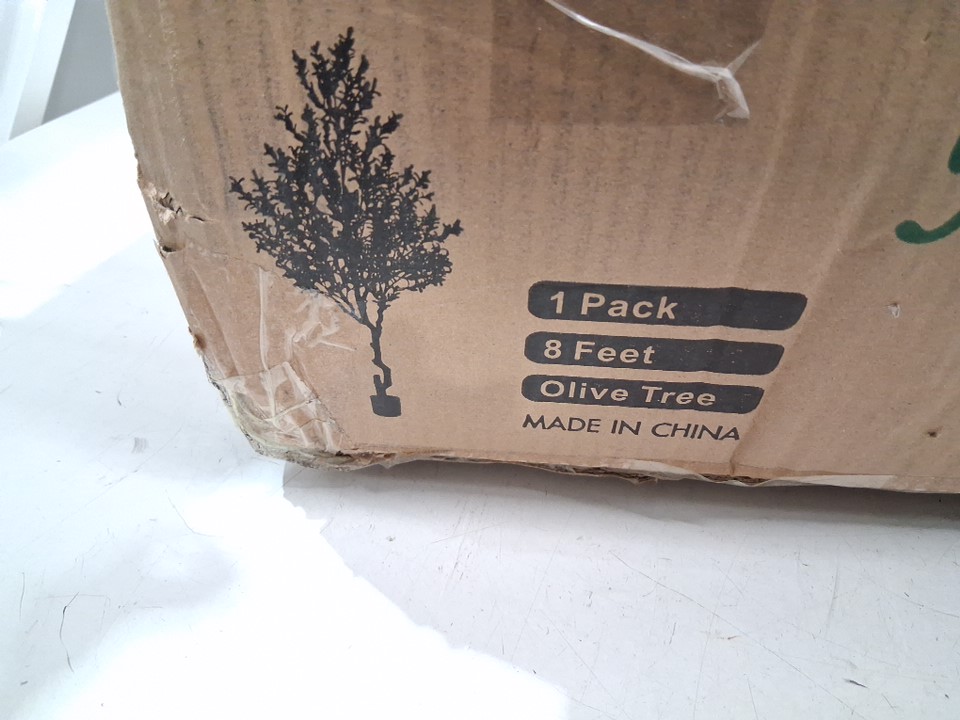 1 Pack
8 Feet
Olive Tree
MADE IN CHINA